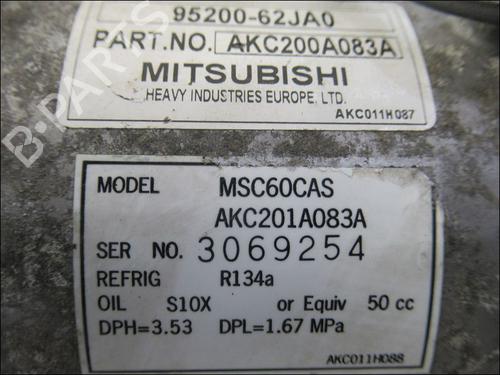 95200-62JA0
PART.NO. AKC200A083A
MITSUBISHI
HEAVY INDUSTRIES EUROPE, LTD.
AKC011H087
B-PARTS
MODEL MSC60CAS
AKC201A083A
SER NO. 3069254
REFRIG R134a
OIL S10X or Equiv 50 cc
DPH=3.53 DPL=1.67 MPa
AKC011H088